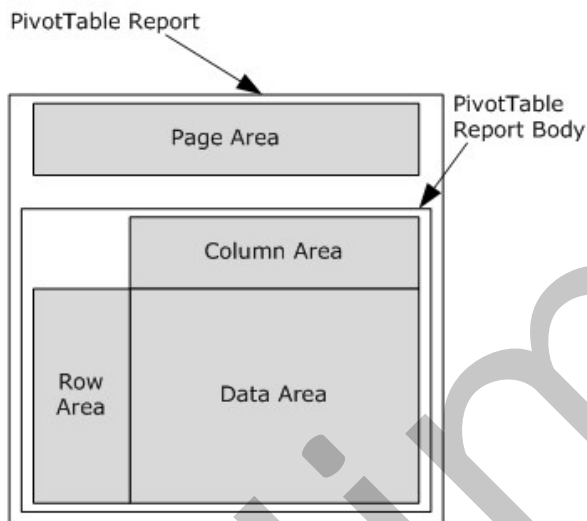 PivotTable Report
PivotTable
Report Body
Page Area
Column Area
Row
Area
Data Area